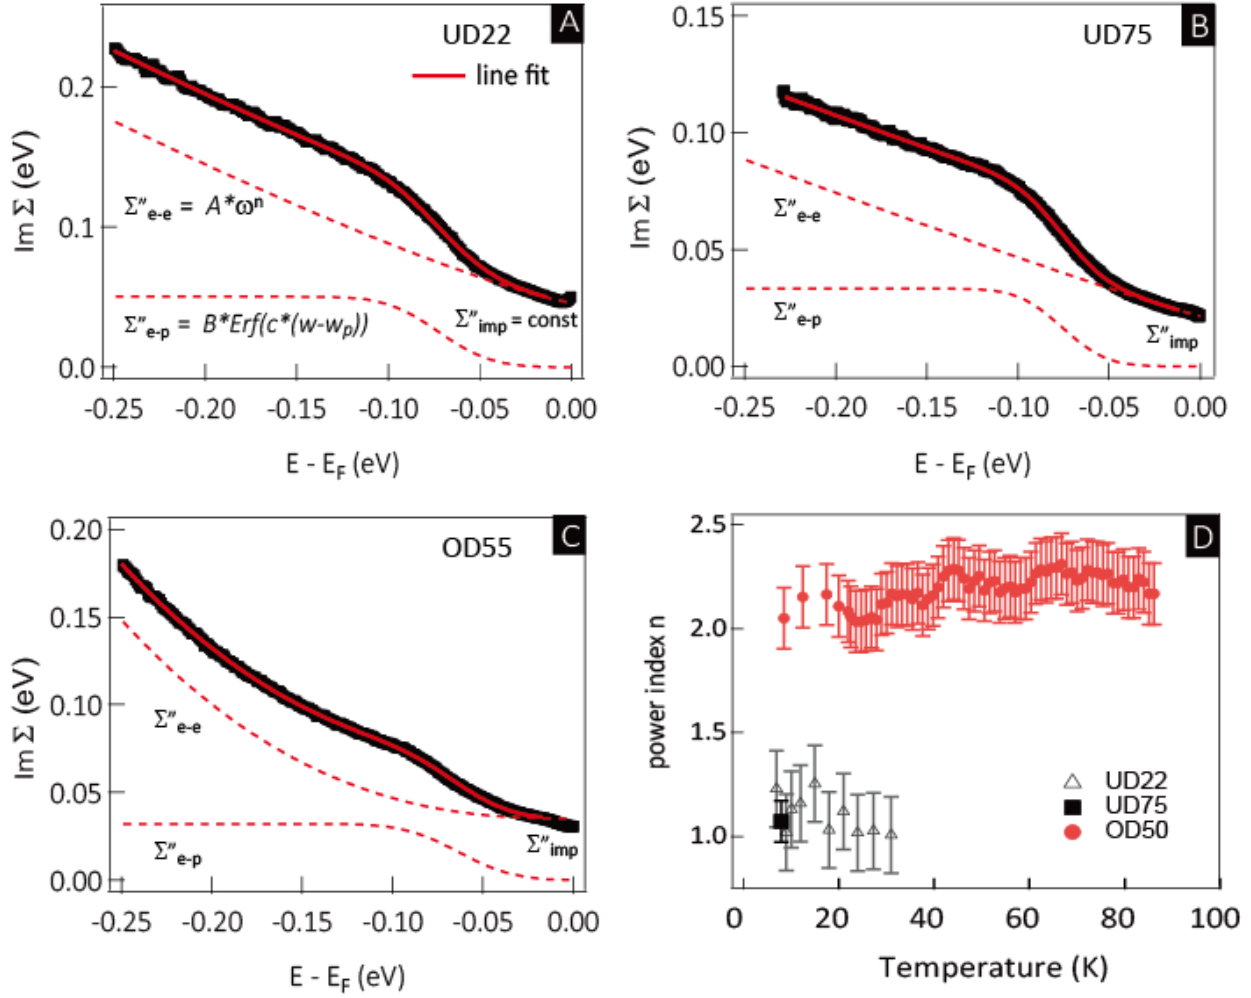 UD22
A
line fit
Im Σ (eV)
0.2
0.1
0.0
Σ″e-e = A*ωⁿ
Σ″e-p = B*Erf(c*(w-wp))
Σ″imp = const
-0.25 -0.20 -0.15 -0.10 -0.05 0.00
E - EF (eV)
UD75
B
Im Σ (eV)
0.15
0.10
0.05
0.00
Σ″e-e
Σ″e-p
Σ″imp
-0.25 -0.20 -0.15 -0.10 -0.05 0.00
E - EF (eV)
OD55
C
Im Σ (eV)
0.20
0.15
0.10
0.05
0.00
Σ″e-e
Σ″e-p
Σ″imp
-0.25 -0.20 -0.15 -0.10 -0.05 0.00
E - EF (eV)
D
power index n
2.5
2.0
1.5
1.0
UD22
UD75
OD50
0 20 40 60 80 100
Temperature (K)